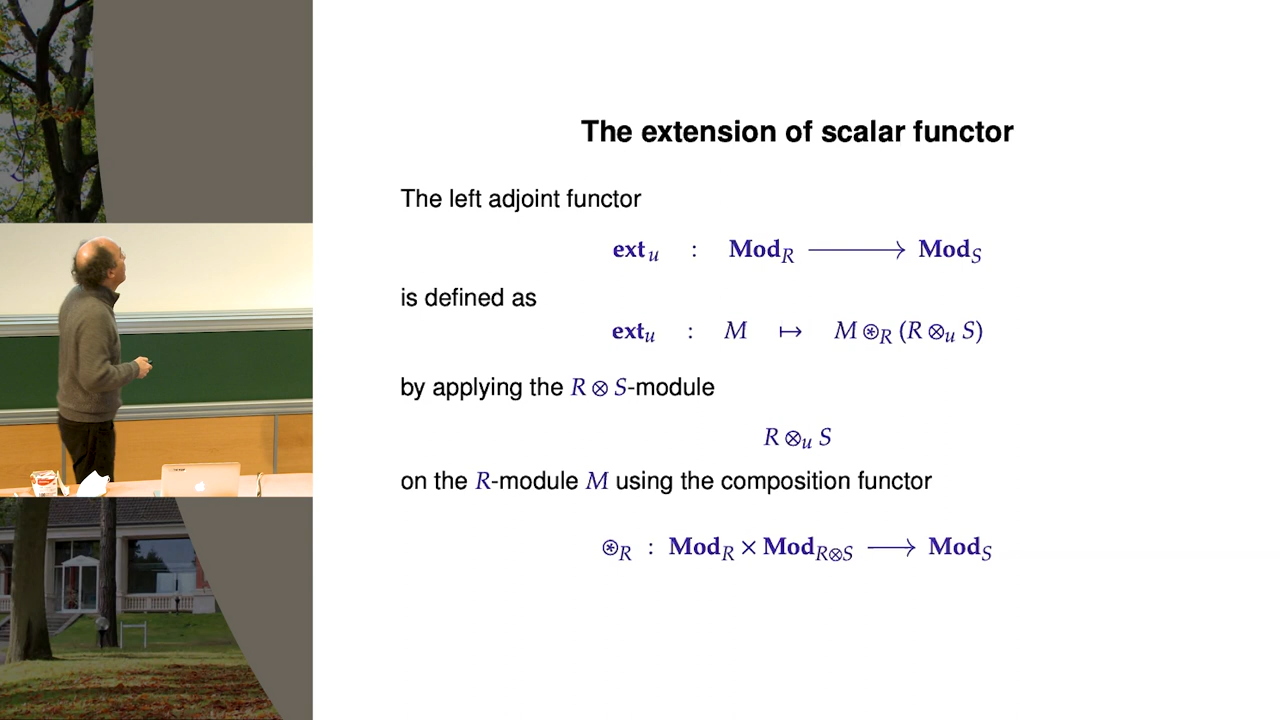 The extension of scalar functor
The left adjoint functor
ext_u : Mod_R ⟶ Mod_S
is defined as
ext_u : M ↦ M ⊛_R (R ⊗_u S)
by applying the R ⊗ S-module
R ⊗_u S
on the R-module M using the composition functor
⊛_R : Mod_R × Mod_{R⊗S} ⟶ Mod_S